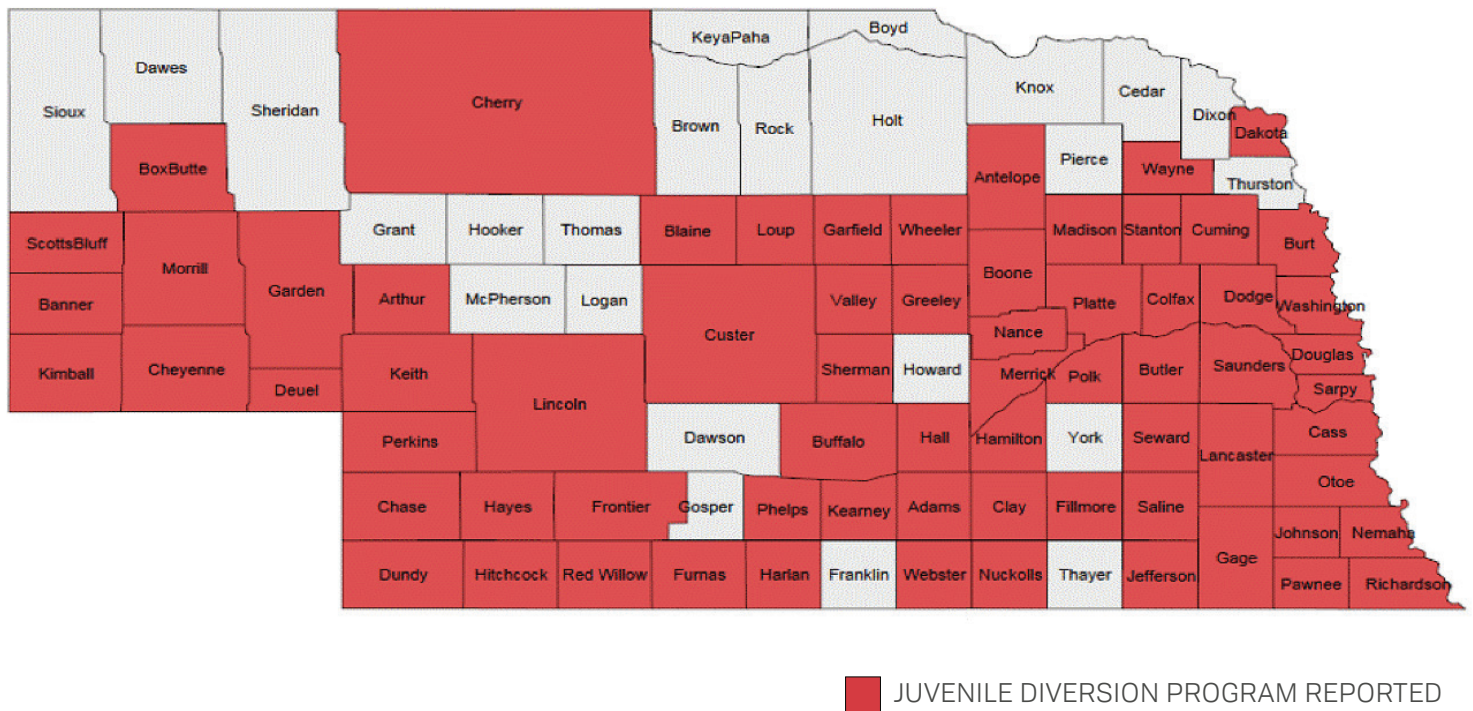 KeyaPaha
Boyd
Dawes
Sioux
Sheridan
Cherry
Brown
Rock
Holt
Knox
Cedar
Dixon
Dakota
BoxButte
Pierce
Antelope
Wayne
Thurston
Grant
Hooker
Thomas
Blaine
Loup
Garfield
Wheeler
Madison
Stanton
Cuming
Burt
ScottsBluff
Morrill
Garden
Boone
Banner
Arthur
McPherson
Logan
Valley
Greeley
Platte
Colfax
Dodge
Washington
Custer
Nance
Kimball
Cheyenne
Deuel
Keith
Lincoln
Sherman
Howard
Merrick
Polk
Butler
Saunders
Douglas
Sarpy
Perkins
Dawson
Buffalo
Hall
Hamilton
York
Seward
Lancaster
Cass
Otoe
Chase
Hayes
Frontier
Gosper
Phelps
Kearney
Adams
Clay
Fillmore
Saline
Johnson
Nemaha
Gage
Dundy
Hitchcock
Red Willow
Furnas
Harlan
Franklin
Webster
Nuckolls
Thayer
Jefferson
Pawnee
Richardson
JUVENILE DIVERSION PROGRAM REPORTED